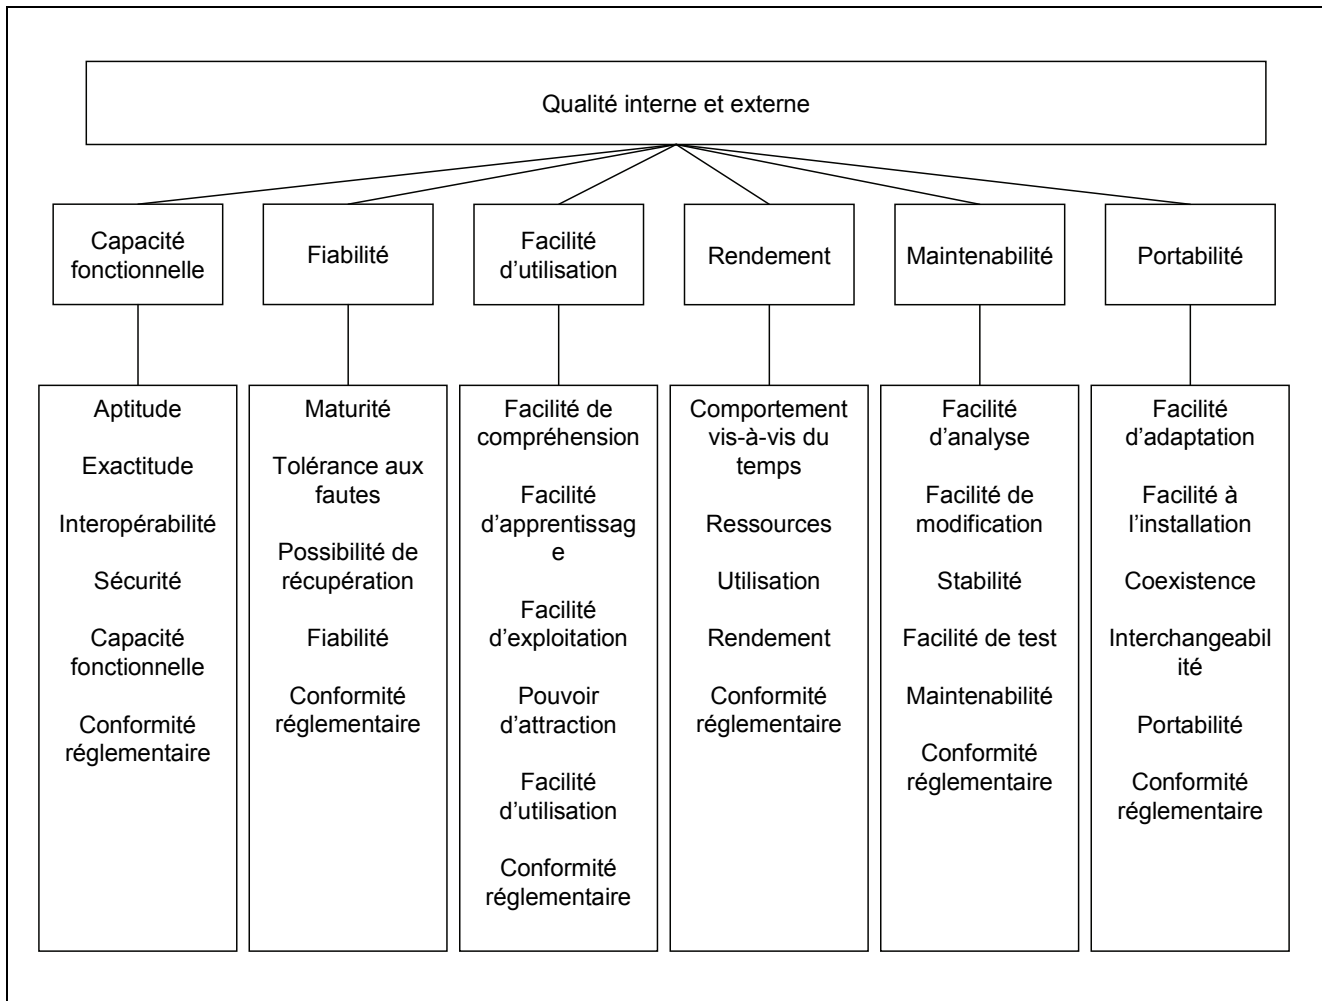 Qualité interne et externe
Capacité
fonctionnelle
Fiabilité
Facilité
d’utilisation
Rendement
Maintenabilité
Portabilité
Aptitude
Exactitude
Interopérabilité
Sécurité
Capacité
fonctionnelle
Conformité
réglementaire
Maturité
Tolérance aux
fautes
Possibilité de
récupération
Fiabilité
Conformité
réglementaire
Facilité de
compréhension
Facilité
d’apprentissag
e
Facilité
d’exploitation
Pouvoir
d’attraction
Facilité
d’utilisation
Conformité
réglementaire
Comportement
vis-à-vis du
temps
Ressources
Utilisation
Rendement
Conformité
réglementaire
Facilité
d’analyse
Facilité de
modification
Stabilité
Facilité de test
Maintenabilité
Conformité
réglementaire
Facilité
d’adaptation
Facilité à
l’installation
Coexistence
Interchangeabil
ité
Portabilité
Conformité
réglementaire